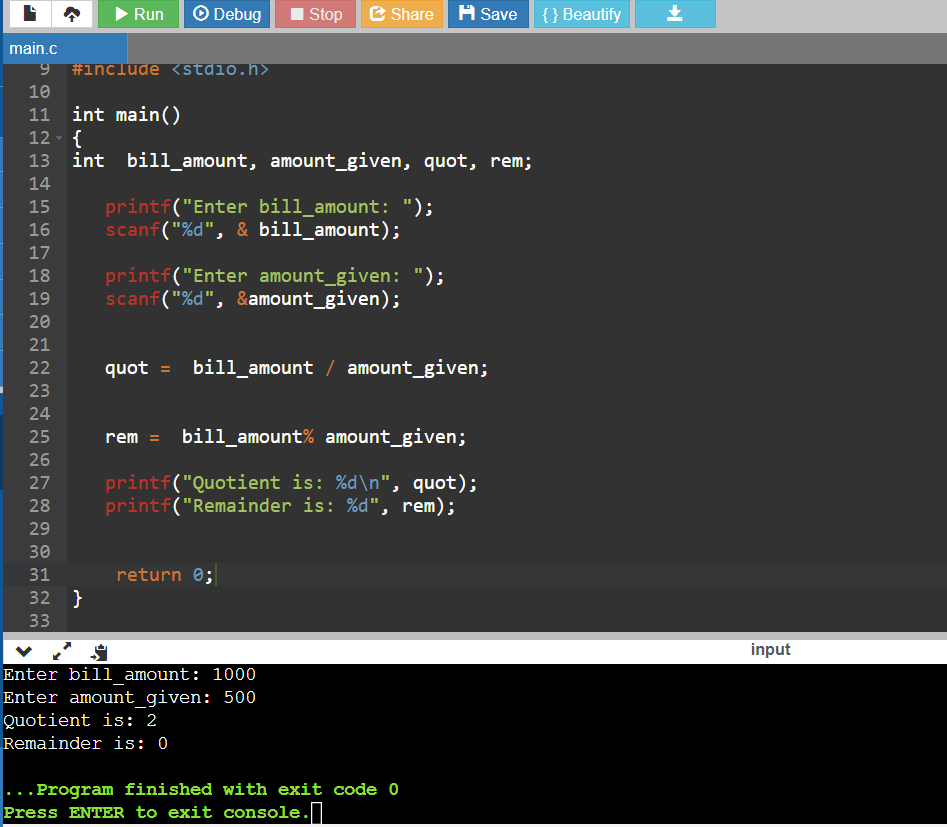 Run Debug Stop Share Save { } Beautify
main.c
9 #include <stdio.h>
10
11 int main()
12 {
13 int  bill_amount, amount_given, quot, rem;
14
15    printf("Enter bill_amount: ");
16    scanf("%d", & bill_amount);
17
18    printf("Enter amount_given: ");
19    scanf("%d", &amount_given);
20
21
22    quot =  bill_amount / amount_given;
23
24
25    rem =  bill_amount% amount_given;
26
27    printf("Quotient is: %d\n", quot);
28    printf("Remainder is: %d", rem);
29
30
31     return 0;
32 }
33
input
Enter bill_amount: 1000
Enter amount_given: 500
Quotient is: 2
Remainder is: 0
...Program finished with exit code 0
Press ENTER to exit console.